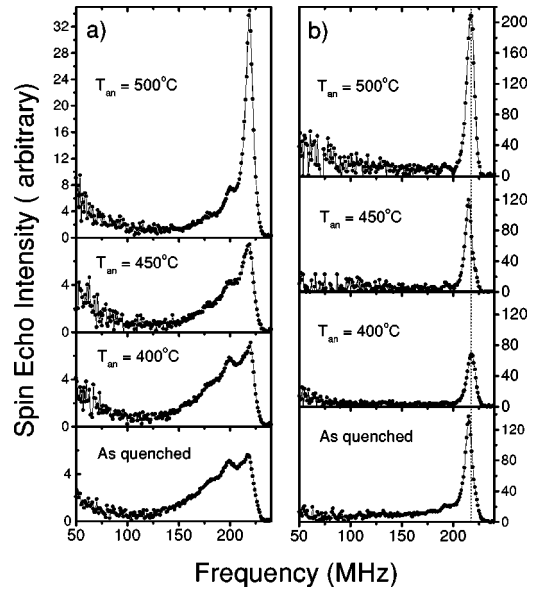 a)
T_an = 500°C
T_an = 450°C
T_an = 400°C
As quenched
b)
T_an = 500°C
T_an = 450°C
T_an = 400°C
As quenched
Spin Echo Intensity ( arbitrary)
32
28
24
20
16
12
8
4
0
4
0
4
0
4
0
50 100 150 200
200
160
120
80
40
0
120
80
40
0
120
80
40
0
120
80
40
0
50 100 150 200
Frequency (MHz)